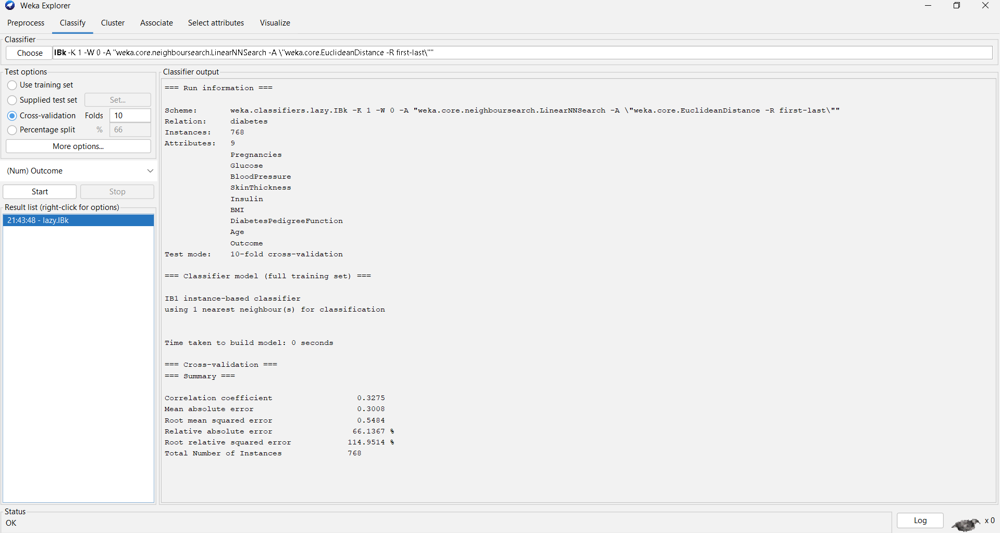 Weka Explorer
Preprocess Classify Cluster Associate Select attributes Visualize
Classifier
Choose IBk -K 1 -W 0 -A "weka.core.neighboursearch.LinearNNSearch -A \"weka.core.EuclideanDistance -R first-last\""
Test options
Use training set
Supplied test set Set...
Cross-validation Folds 10
Percentage split % 66
More options...
(Num) Outcome
Start Stop
Result list (right-click for options)
21:43:48 - lazy.IBk
Classifier output
=== Run information ===
Scheme: weka.classifiers.lazy.IBk -K 1 -W 0 -A "weka.core.neighboursearch.LinearNNSearch -A \"weka.core.EuclideanDistance -R first-last\""
Relation: diabetes
Instances: 768
Attributes: 9
Pregnancies
Glucose
BloodPressure
SkinThickness
Insulin
BMI
DiabetesPedigreeFunction
Age
Outcome
Test mode: 10-fold cross-validation
=== Classifier model (full training set) ===
IB1 instance-based classifier
using 1 nearest neighbour(s) for classification
Time taken to build model: 0 seconds
=== Cross-validation ===
=== Summary ===
Correlation coefficient 0.3275
Mean absolute error 0.3008
Root mean squared error 0.5484
Relative absolute error 66.1367 %
Root relative squared error 114.9514 %
Total Number of Instances 768
Status
OK
Log x 0